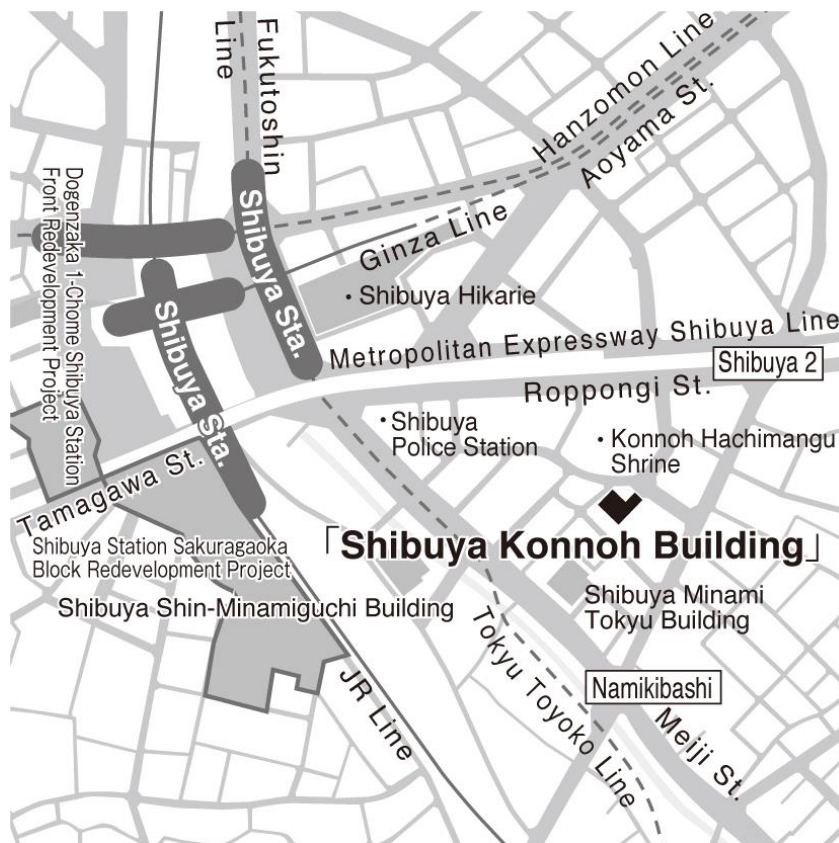 Fukutoshin
Line
Hanzomon Line
Aoyama St.
Dogenzaka 1-Chome Shibuya Station
Front Redevelopment Project
Shibuya Sta.
Ginza Line
・Shibuya Hikarie
Shibuya Sta.
Metropolitan Expressway Shibuya Line
Shibuya 2
Roppongi St.
・Shibuya
Police Station
・Konnoh Hachimangu
Shrine
Tamagawa St.
「Shibuya Konnoh Building」
Shibuya Station Sakuragaoka
Block Redevelopment Project
Shibuya Shin-Minamiguchi Building
Shibuya Minami
Tokyu Building
Tokyu Toyoko Line
Namikibashi
JR Line
Meiji St.